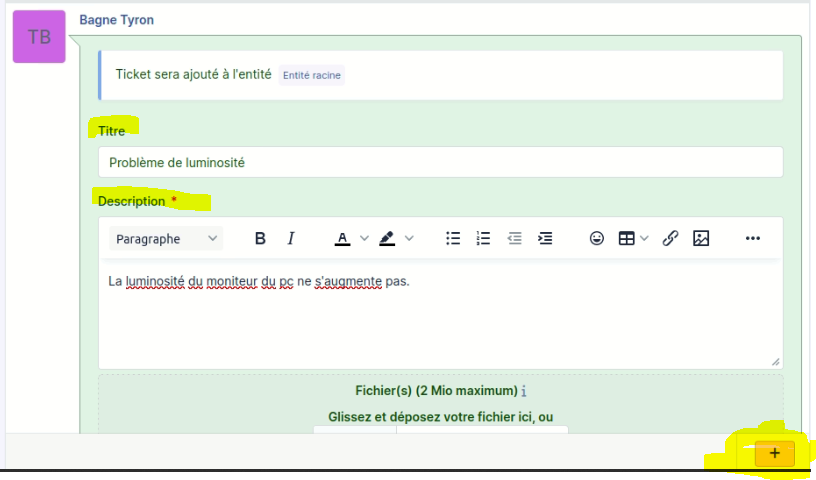 TB
Bagne Tyron
Ticket sera ajouté à l'entité Entité racine
Titre
Problème de luminosité
Description *
Paragraphe B I A
La luminosité du moniteur du pc ne s'augmente pas.
Fichier(s) (2 Mio maximum) i
Glissez et déposez votre fichier ici, ou
+